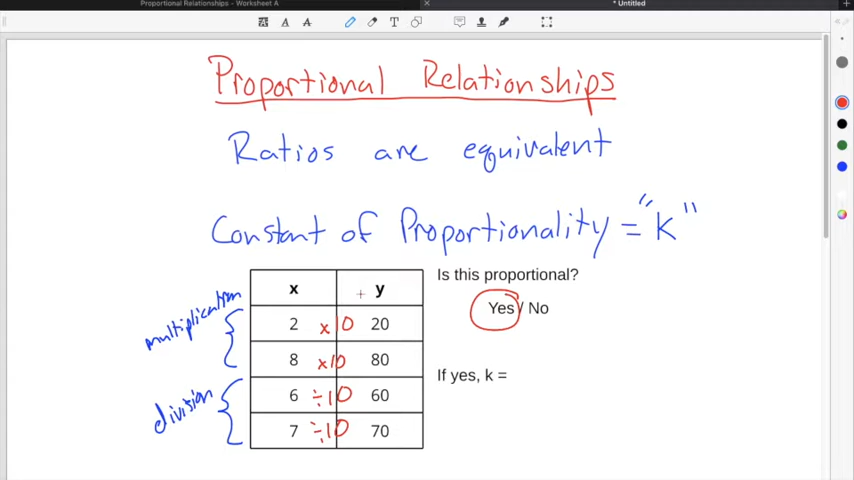 Proportional Relationships - Worksheet A
* Untitled
Proportional Relationships
Ratios are equivalent
Constant of Proportionality = "K"
x y
2 x10 20
8 x10 80
6 ÷10 60
7 ÷10 70
multiplication
division
Is this proportional?
Yes / No
If yes, k =